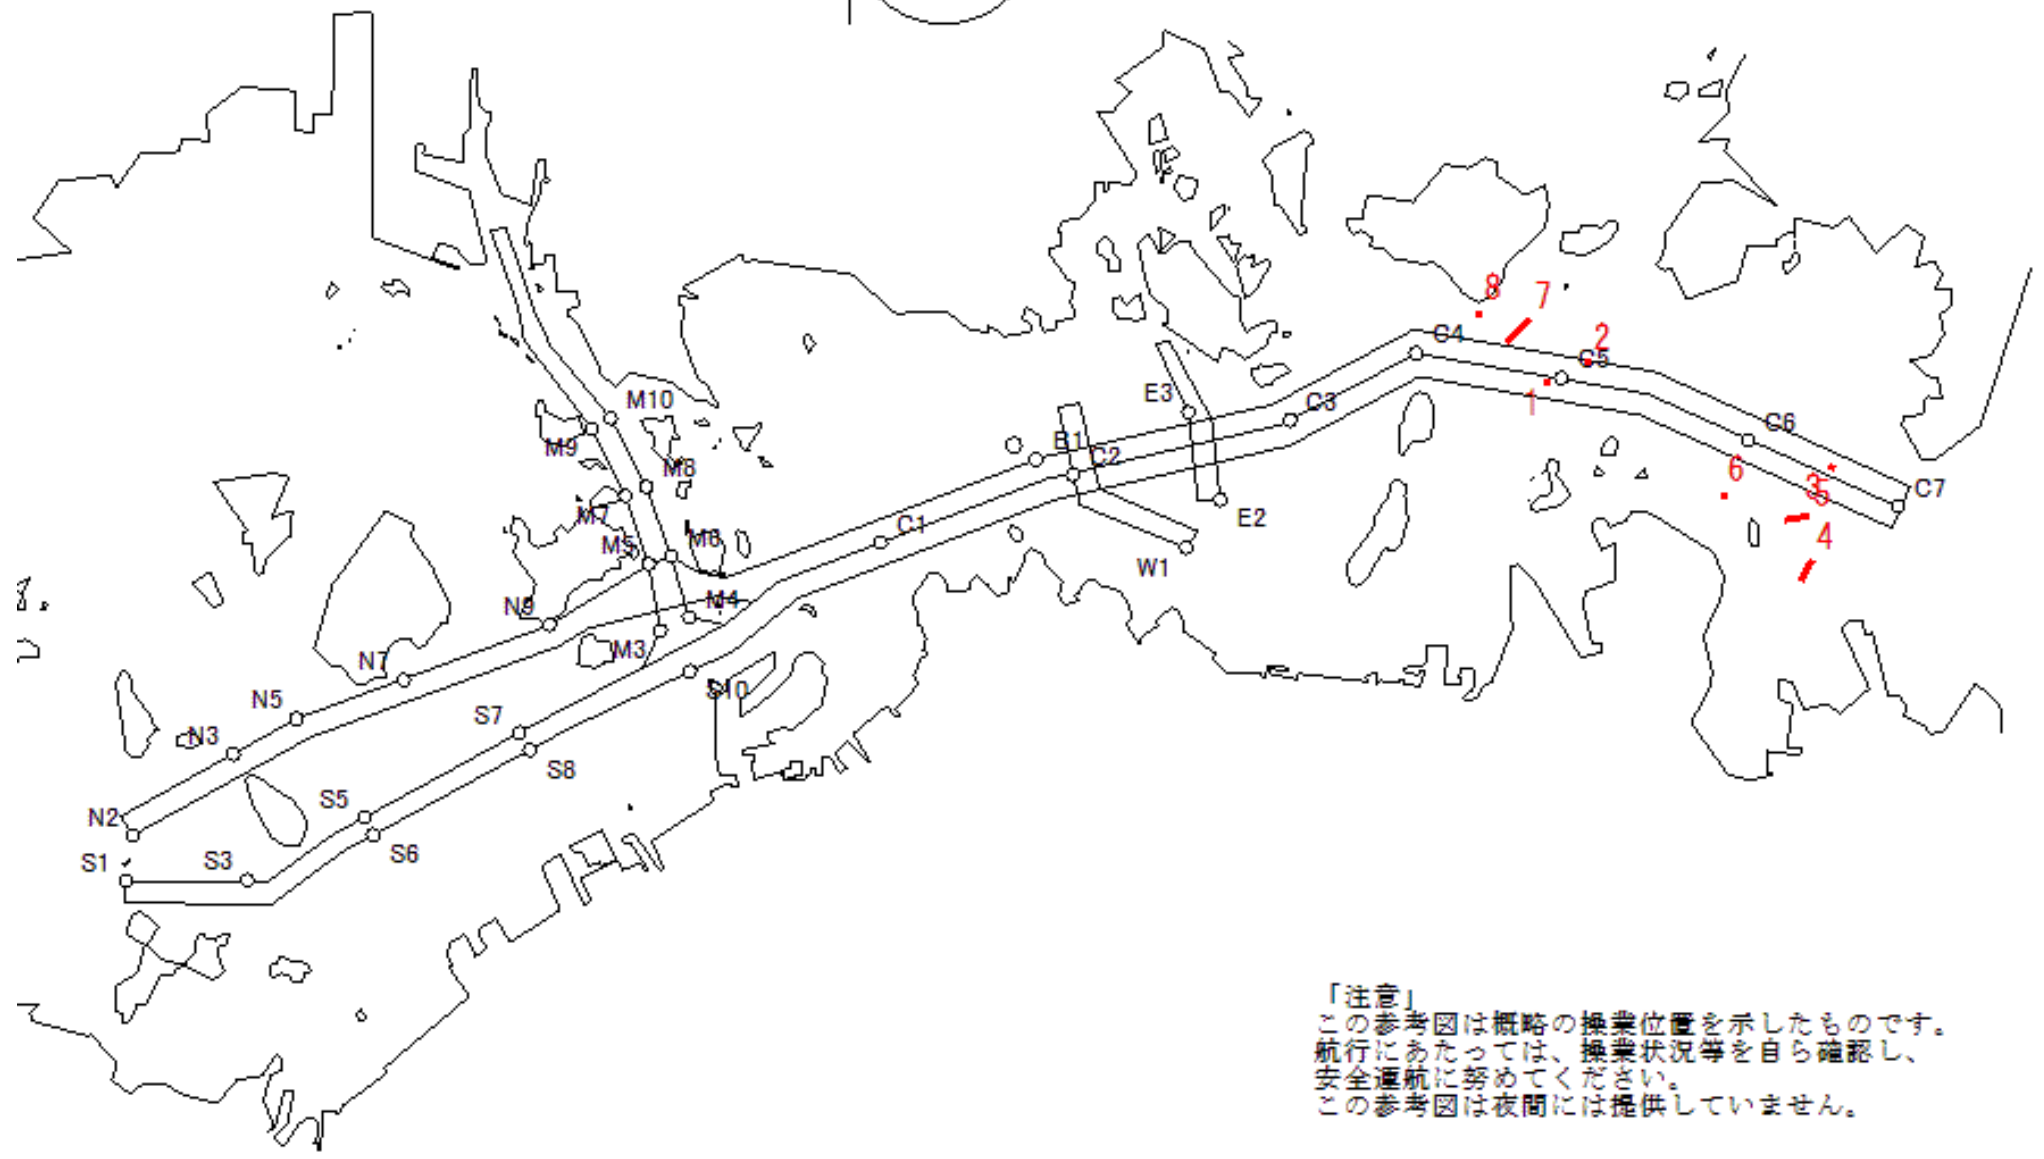 8
7
C4
2
C5
1
M10
E3
C3
C6
M9
B1
C2
M8
6
3
5
C7
M7
E2
M5
M6
C1
4
W1
N9
M4
M3
N7
S10
N5
S7
N3
S8
S5
N2
S6
S1
S3
「注意」
この参考図は概略の操業位置を示したものです。
航行にあたっては、操業状況等を自ら確認し、
安全運航に努めてください。
この参考図は夜間には提供していません。